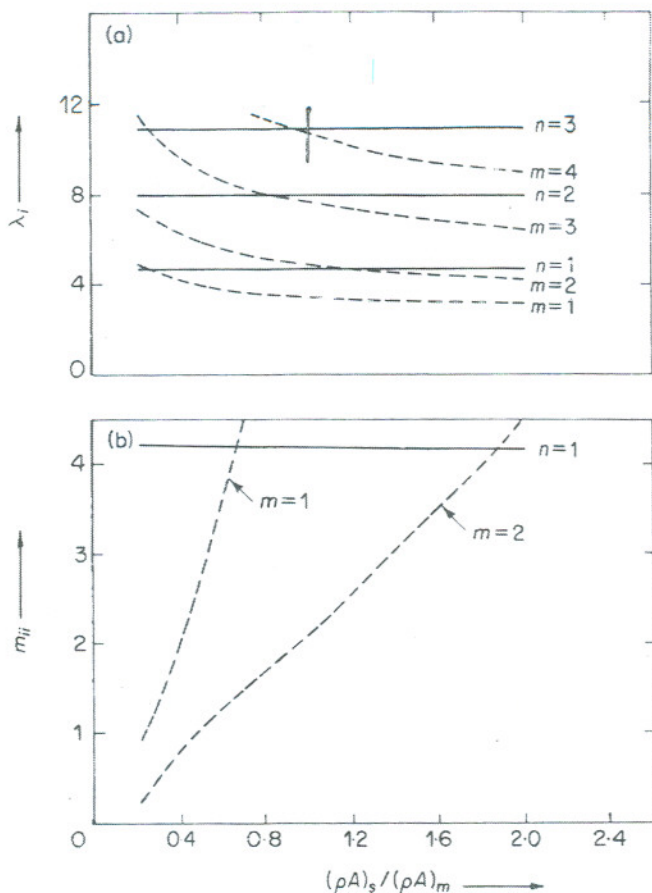 (a)
12
8
4
0
λi
n=3
m=4
n=2
m=3
n=1
m=2
m=1
(b)
4
3
2
1
0
mii
n=1
m=1
m=2
0·4
0·8
1·2
1·6
2·0
2·4
(ρA)s/(ρA)m